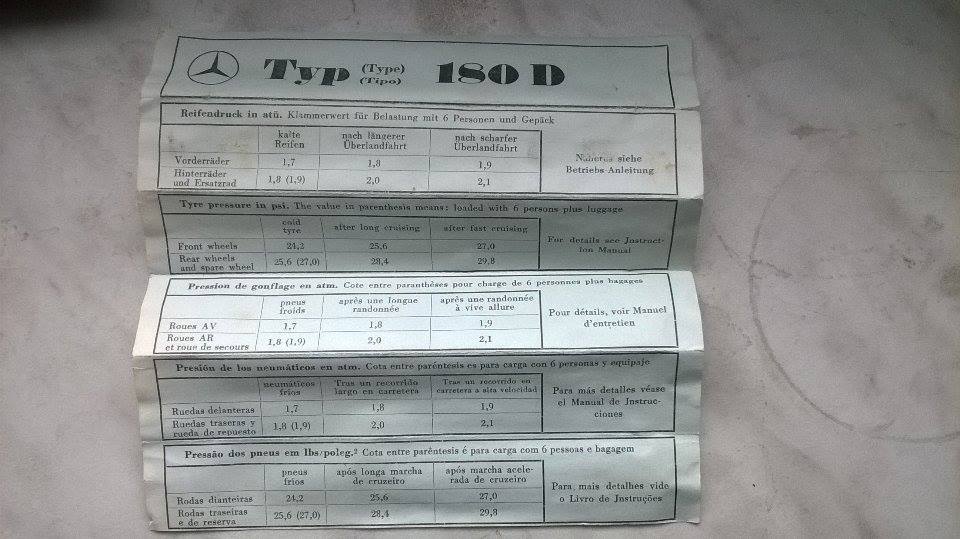 Typ (Type) (Tipo) 180 D
Reifendruck in atü. Klammerwert für Belastung mit 6 Personen und Gepäck
kalte Reifen | nach längerer Überlandfahrt | nach scharfer Überlandfahrt
Vorderräder | 1,7 | 1,8 | 1,9
Hinterräder und Ersatzrad | 1,8 (1,9) | 2,0 | 2,1
Näheres siehe
Betriebs-Anleitung
Tyre pressure in psi. The value in parenthesis means: loaded with 6 persons plus luggage
cold tyre | after long cruising | after fast cruising
Front wheels | 24,2 | 25,6 | 27,0
Rear wheels and spare wheel | 25,6 (27,0) | 28,4 | 29,8
For details see Jnstruct-
ion Manual
Pression de gonflage en atm. Cote entre paranthèses pour charge de 6 personnes plus bagages
pneus froids | après une longue randonnée | après une randonnée à vive allure
Roues AV | 1,7 | 1,8 | 1,9
Roues AR et roue de secours | 1,8 (1,9) | 2,0 | 2,1
Pour détails, voir Manuel
d'entretien
Presión de los neumáticos en atm. Cota entre paréntesis es para carga con 6 personas y equipaje
neumáticos fríos | Tras un recorrido largo en carretera | Tras un recorrido en carretera a alta velocidad
Ruedas delanteras | 1,7 | 1,8 | 1,9
Ruedas traseras y rueda de repuesto | 1,8 (1,9) | 2,0 | 2,1
Para más detalles véase
el Manual de Instruc-
ciones
Pressão dos pneus em lbs/poleg.² Cota entre parêntesis é para carga com 6 pessoas e bagagem
pneus frios | após longa marcha de cruzeiro | após marcha acele-rada de cruzeiro
Rodas dianteiras | 24,2 | 25,6 | 27,0
Rodas traseiras e de reserva | 25,6 (27,0) | 28,4 | 29,8
Para mais detalhes vide
o Livro de Jnstruções